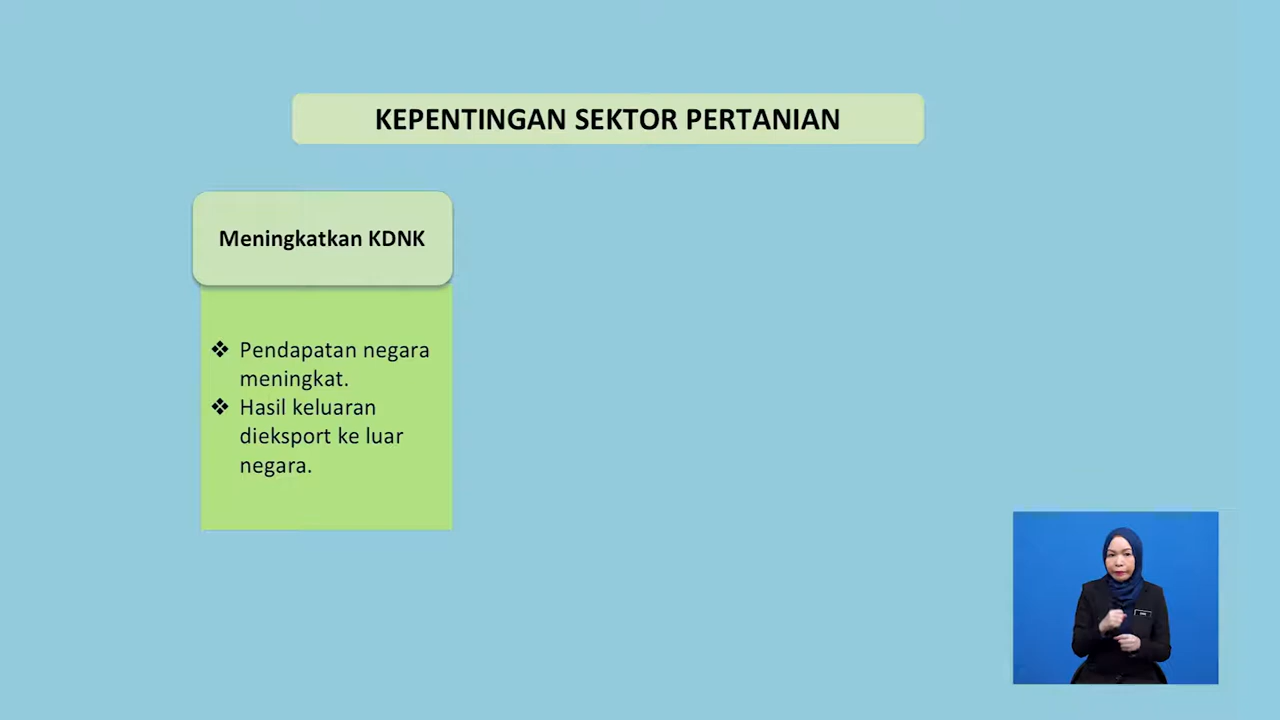 KEPENTINGAN SEKTOR PERTANIAN
Meningkatkan KDNK
❖ Pendapatan negara
meningkat.
❖ Hasil keluaran
dieksport ke luar
negara.